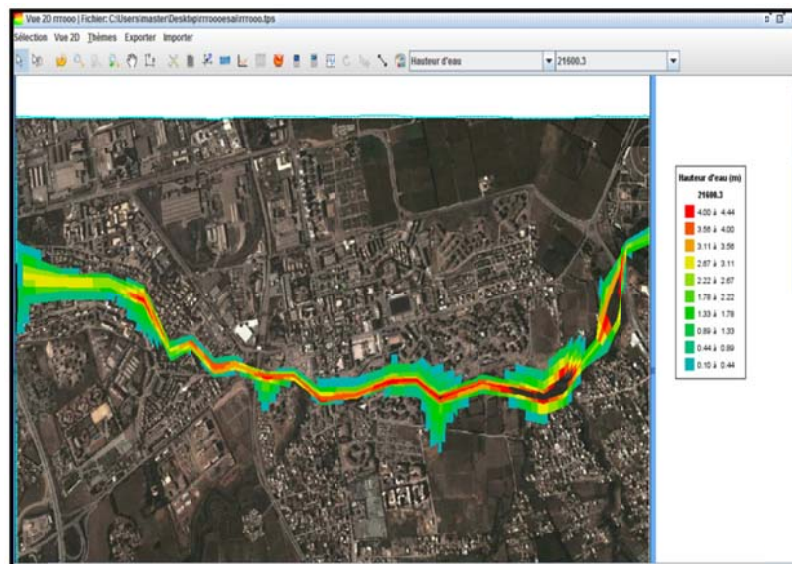 Vue 2D rrrooo | Fichier: C:\Users\master\Desktop\rrroooesai\rrrooo.tps
Sélection Vue 2D Thèmes Exporter Importer
Hauteur d'eau 21600.3
Hauteur d'eau (m)
21600.3
4.00 à 4.44
3.56 à 4.00
3.11 à 3.56
2.67 à 3.11
2.22 à 2.67
1.78 à 2.22
1.33 à 1.78
0.89 à 1.33
0.44 à 0.89
0.10 à 0.44